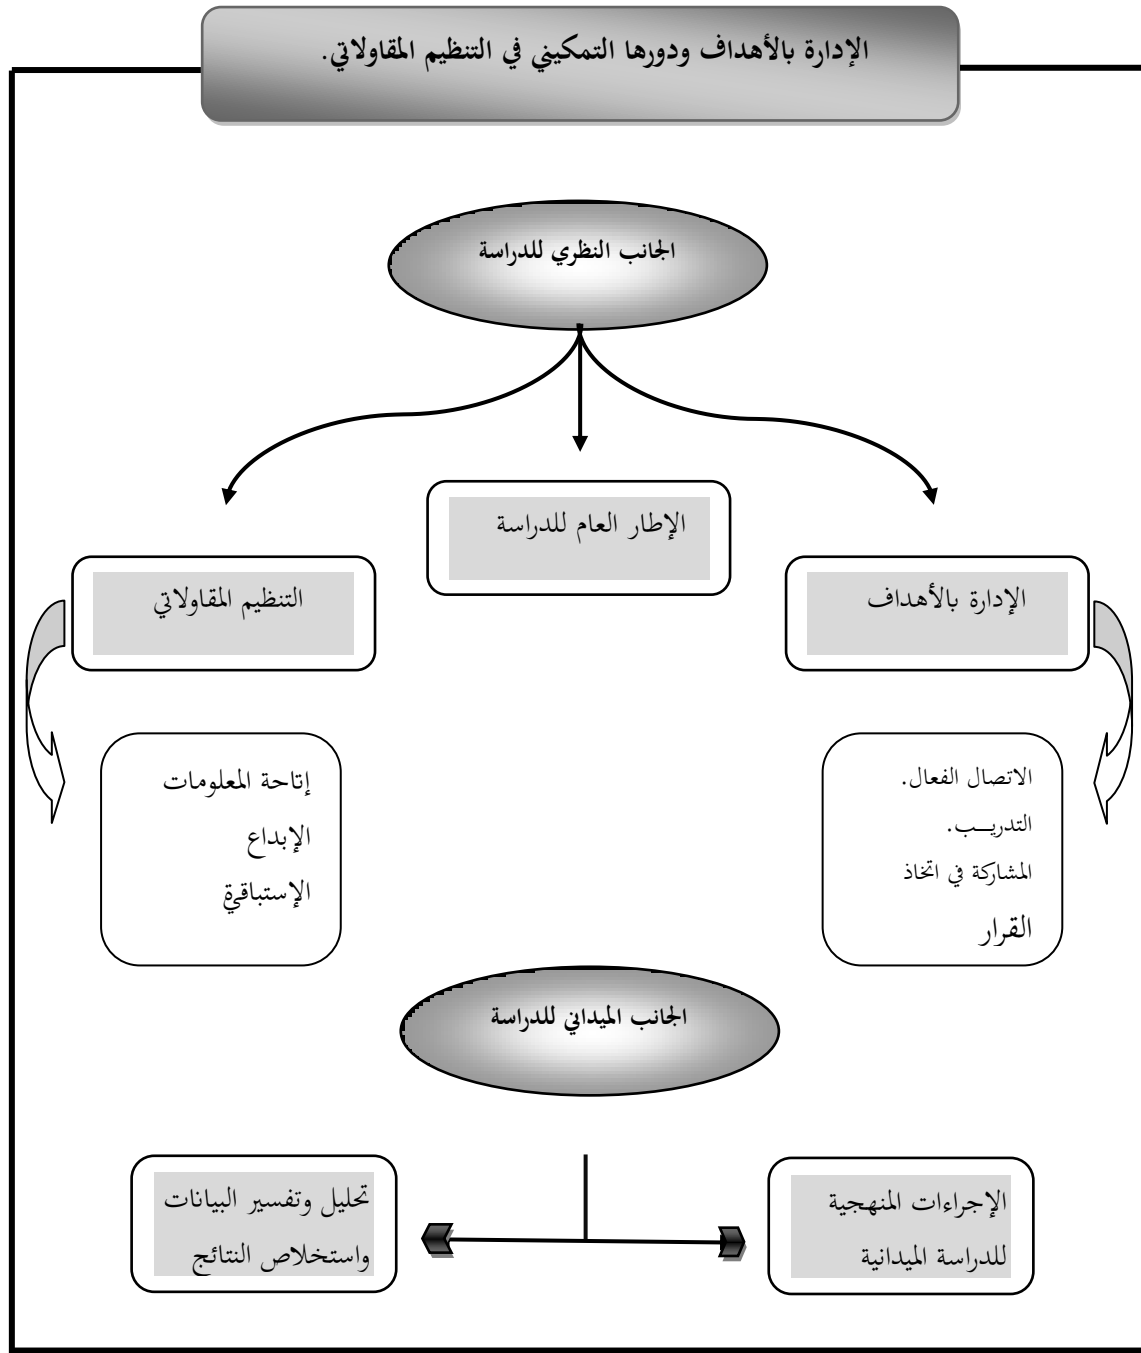 الإدارة بالأهداف ودورها التمكيني في التنظيم المقاولاتي.
الجانب النظري للدراسة
الإطار العام للدراسة
الإدارة بالأهداف
التنظيم المقاولاتي
الاتصال الفعال.
التدريـــب.
المشاركة في اتخاذ
القرار
إتاحة المعلومات
الإبداع
الإستباقية
الجانب الميداني للدراسة
الإجراءات المنهجية
للدراسة الميدانية
تحليل وتفسير البيانات
واستخلاص النتائج